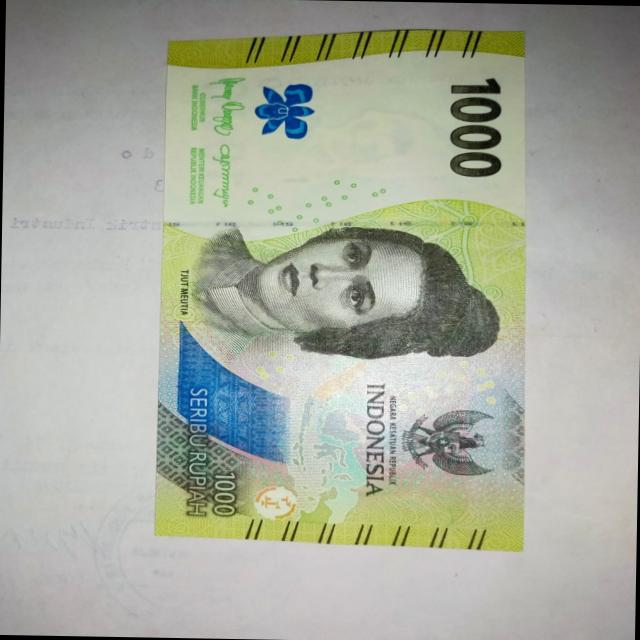 1000
GUBERNUR
BANK INDONESIA
MENTERI KEUANGAN
REPUBLIK INDONESIA
TJUT MEUTIA
NEGARA KESATUAN REPUBLIK
INDONESIA
1000
SERIBU RUPIAH